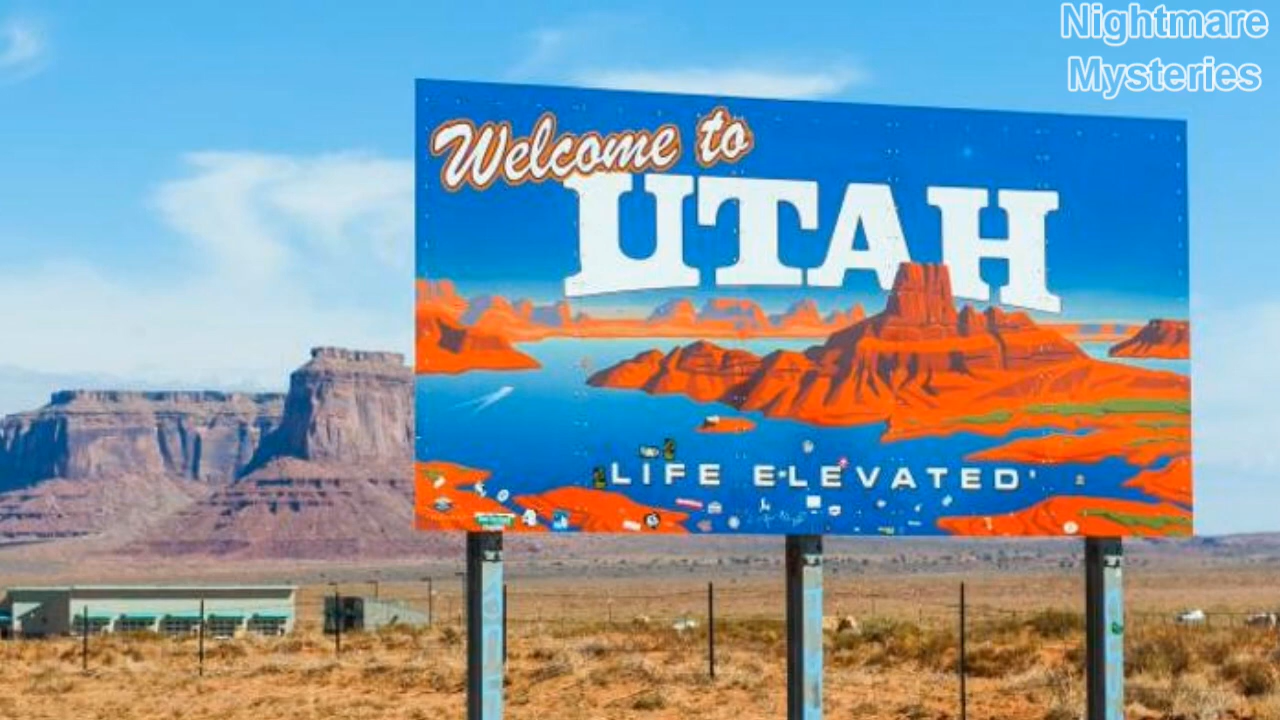 Nightmare
Mysteries
Welcome to
UTAH
LIFE ELEVATED